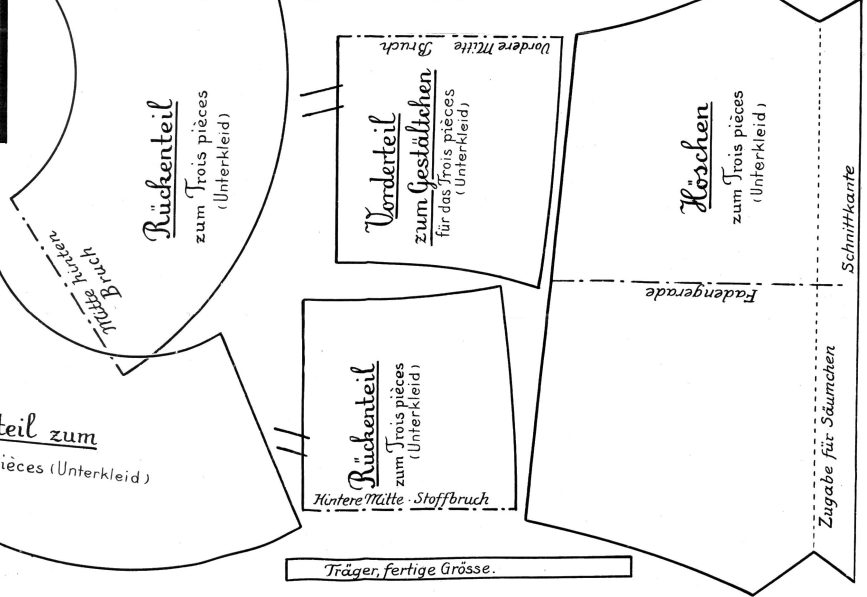 Rückenteil
zum Trois pièces
(Unterkleid)
Mitte hinten
Bruch
teil zum
ièces (Unterkleid)
Vordere Mitte Bruch
Vorderteil
zum Gestältchen
für das Trois pièces
(Unterkleid)
Rückenteil
zum Trois pièces
(Unterkleid)
Hintere Mitte · Stoffbruch
Träger, fertige Grösse.
Höschen
zum Trois pièces
(Unterkleid)
Fadengerade
Schnittkante
Zugabe für Säumchen